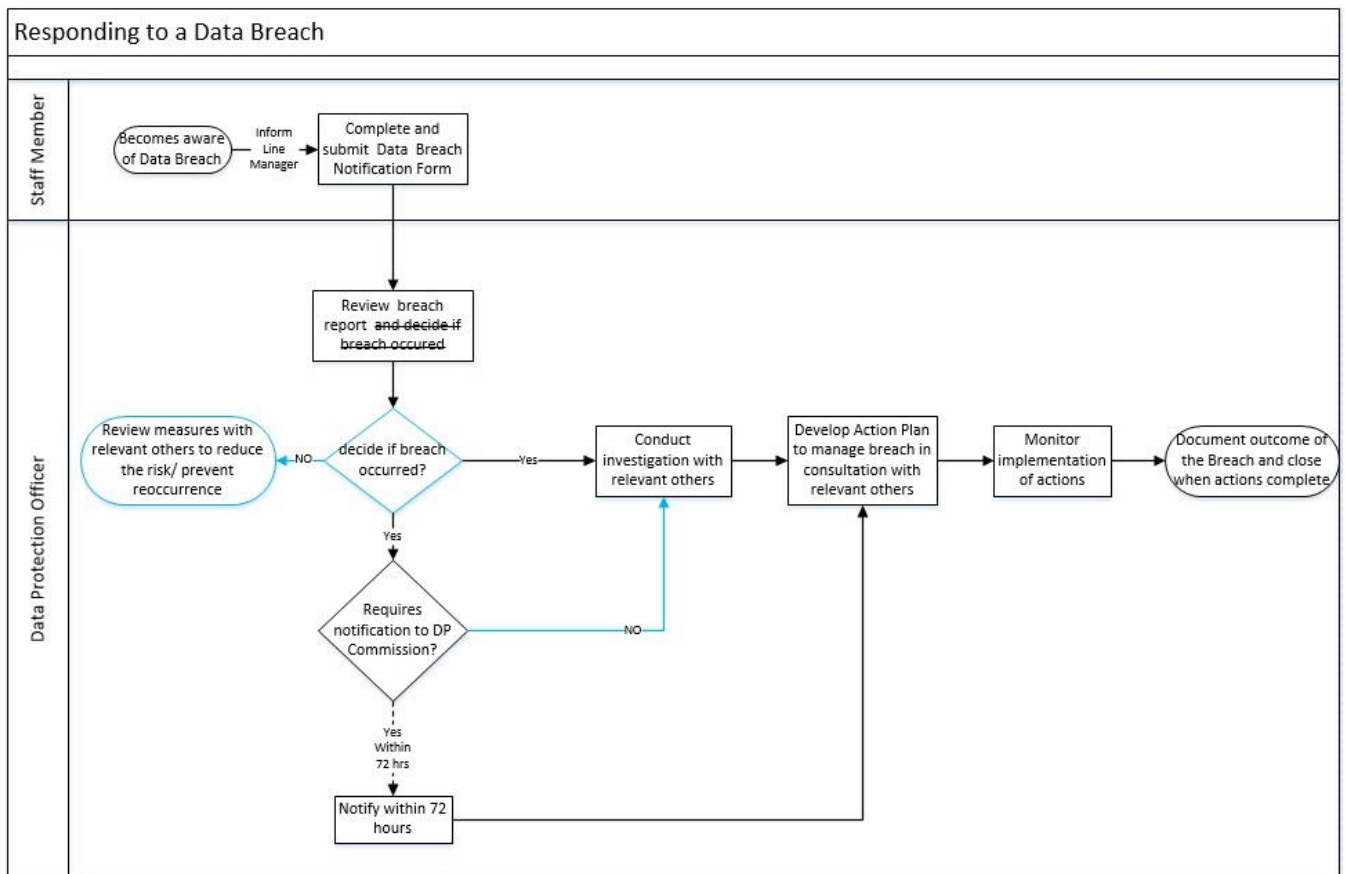 Responding to a Data Breach
Staff Member
Becomes aware
of Data Breach
Inform
Line
Manager
Complete and
submit Data Breach
Notification Form
Data Protection Officer
Review breach
report and decide if
breach occured
decide if breach
occurred?
NO
Review measures with
relevant others to reduce
the risk/ prevent
reoccurrence
Yes
Conduct
investigation with
relevant others
Develop Action Plan
to manage breach in
consultation with
relevant others
Monitor
implementation
of actions
Document outcome of
the Breach and close
when actions complete
Yes
Requires
notification to DP
Commission?
NO
Yes
Within
72 hrs
Notify within 72
hours